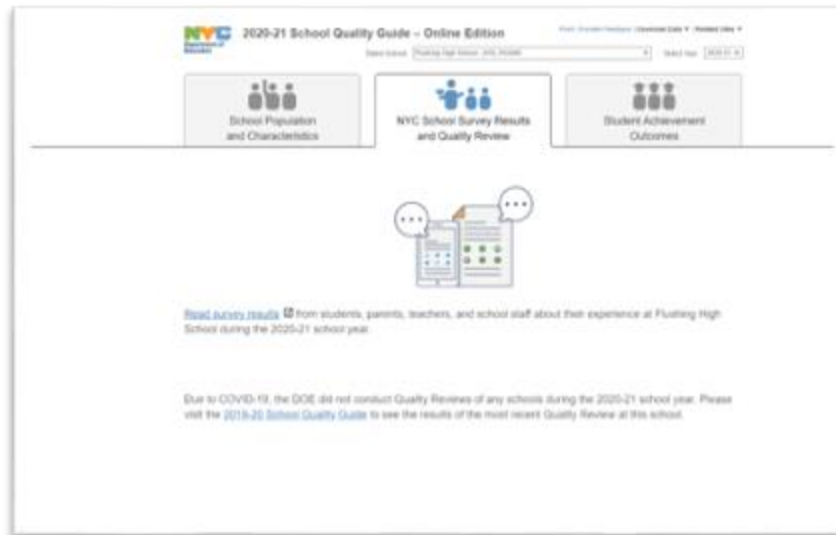 NYC 2020-21 School Quality Guide – Online Edition
Department of
Education
School Population
and Characteristics
NYC School Survey Results
and Quality Review
Student Achievement
Outcomes
Read survey results from students, parents, teachers, and school staff about their experience at Flushing High
School during the 2020-21 school year.
Due to COVID-19, the DOE did not conduct Quality Reviews of any schools during the 2020-21 school year. Please
visit the 2019-20 School Quality Guide to see the results of the most recent Quality Review at this school.